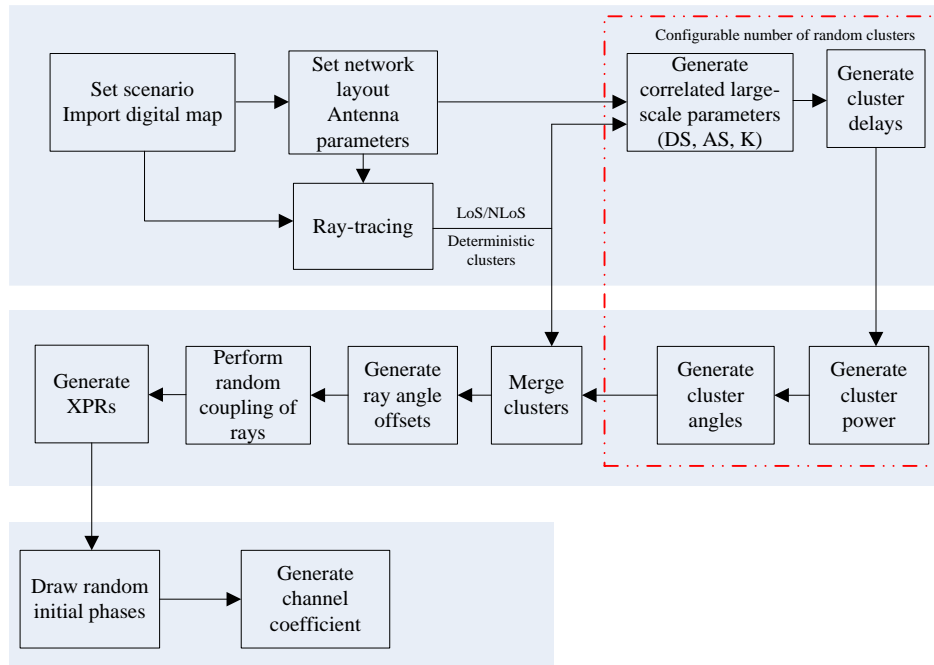 Configurable number of random clusters
Set scenario
Import digital map
Set network
layout
Antenna
parameters
Generate
correlated large-
scale parameters
(DS, AS, K)
Generate
cluster
delays
Ray-tracing
LoS/NLoS
Deterministic
clusters
Generate
XPRs
Perform
random
coupling of
rays
Generate
ray angle
offsets
Merge
clusters
Generate
cluster
angles
Generate
cluster
power
Draw random
initial phases
Generate
channel
coefficient